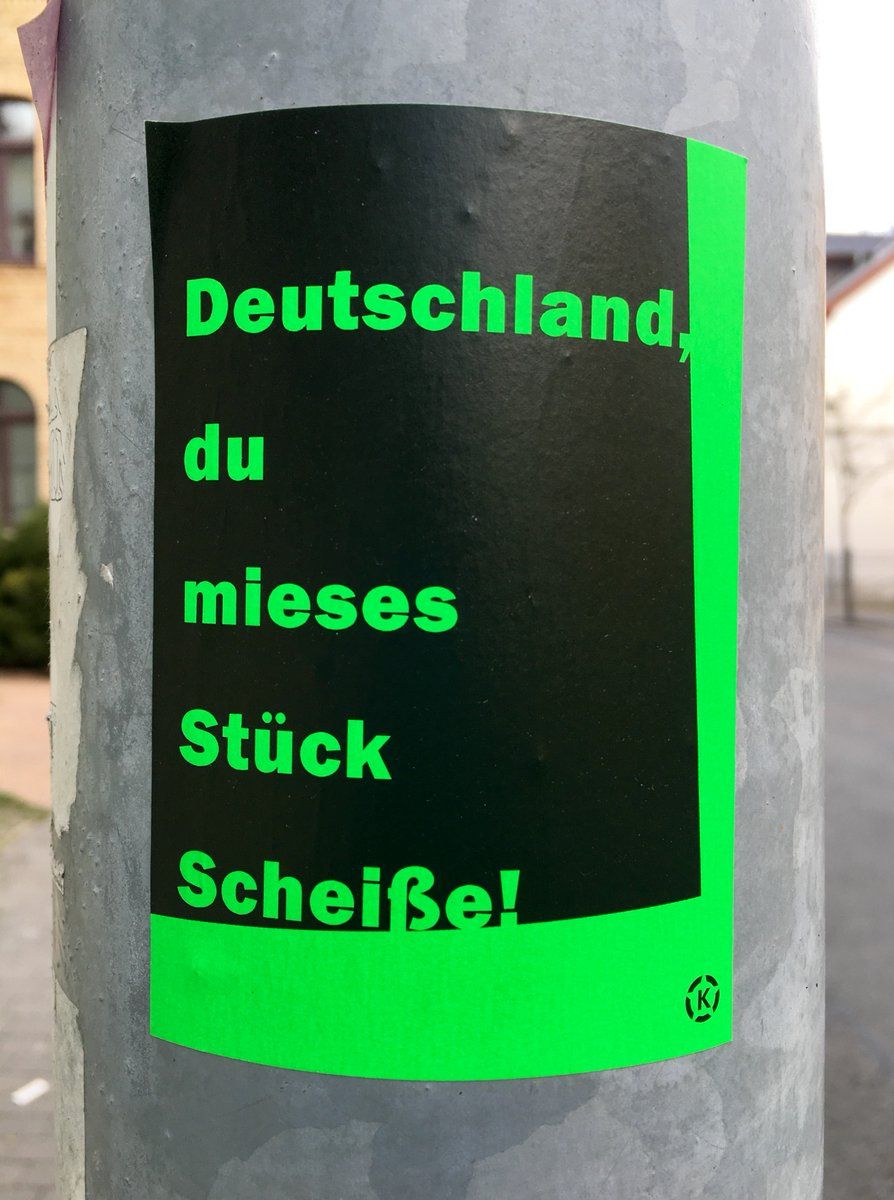 Deutschland,
du
mieses
Stück
Scheiße!
K